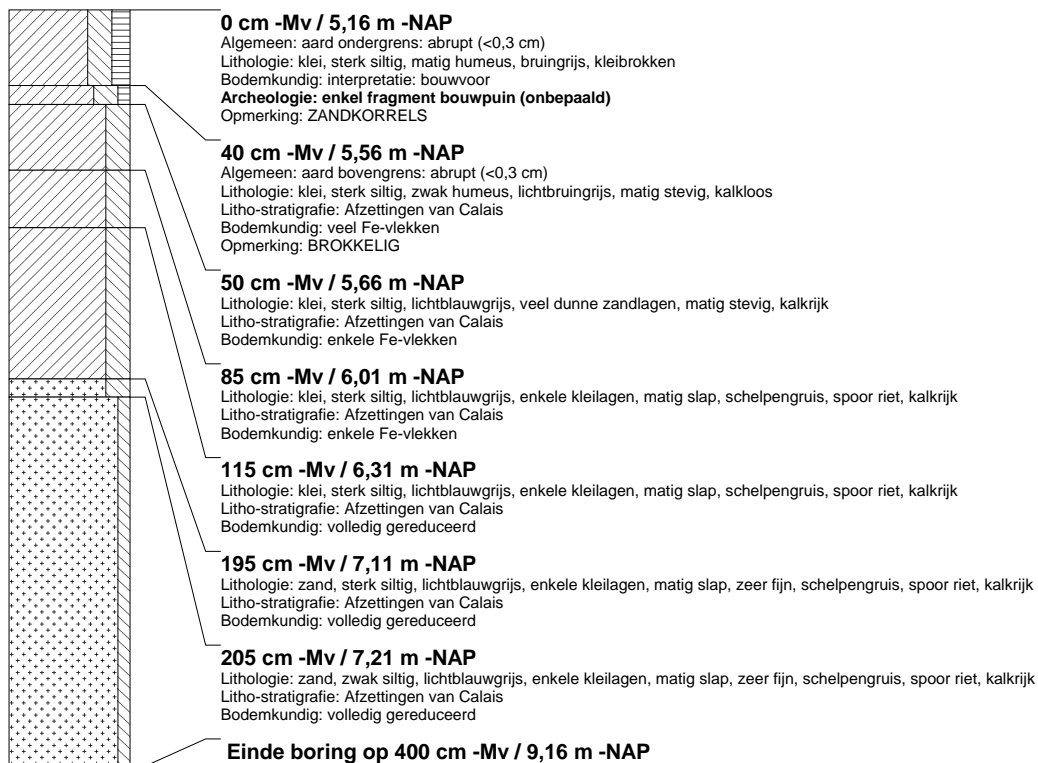 0 cm -Mv / 5,16 m -NAP
Algemeen: aard ondergrens: abrupt (<0,3 cm)
Lithologie: klei, sterk siltig, matig humeus, bruingrijs, kleibrokken
Bodemkundig: interpretatie: bouwvoor
Archeologie: enkel fragment bouwpuin (onbepaald)
Opmerking: ZANDKORRELS
40 cm -Mv / 5,56 m -NAP
Algemeen: aard bovengrens: abrupt (<0,3 cm)
Lithologie: klei, sterk siltig, zwak humeus, lichtbruingrijs, matig stevig, kalkloos
Litho-stratigrafie: Afzettingen van Calais
Bodemkundig: veel Fe-vlekken
Opmerking: BROKKELIG
50 cm -Mv / 5,66 m -NAP
Lithologie: klei, sterk siltig, lichtblauwgrijs, veel dunne zandlagen, matig stevig, kalkrijk
Litho-stratigrafie: Afzettingen van Calais
Bodemkundig: enkele Fe-vlekken
85 cm -Mv / 6,01 m -NAP
Lithologie: klei, sterk siltig, lichtblauwgrijs, enkele kleilagen, matig slap, schelpengruis, spoor riet, kalkrijk
Litho-stratigrafie: Afzettingen van Calais
Bodemkundig: enkele Fe-vlekken
115 cm -Mv / 6,31 m -NAP
Lithologie: klei, sterk siltig, lichtblauwgrijs, enkele kleilagen, matig slap, schelpengruis, spoor riet, kalkrijk
Litho-stratigrafie: Afzettingen van Calais
Bodemkundig: volledig gereduceerd
195 cm -Mv / 7,11 m -NAP
Lithologie: zand, sterk siltig, lichtblauwgrijs, enkele kleilagen, matig slap, zeer fijn, schelpengruis, spoor riet, kalkrijk
Litho-stratigrafie: Afzettingen van Calais
Bodemkundig: volledig gereduceerd
205 cm -Mv / 7,21 m -NAP
Lithologie: zand, zwak siltig, lichtblauwgrijs, enkele kleilagen, matig slap, zeer fijn, schelpengruis, spoor riet, kalkrijk
Litho-stratigrafie: Afzettingen van Calais
Bodemkundig: volledig gereduceerd
Einde boring op 400 cm -Mv / 9,16 m -NAP